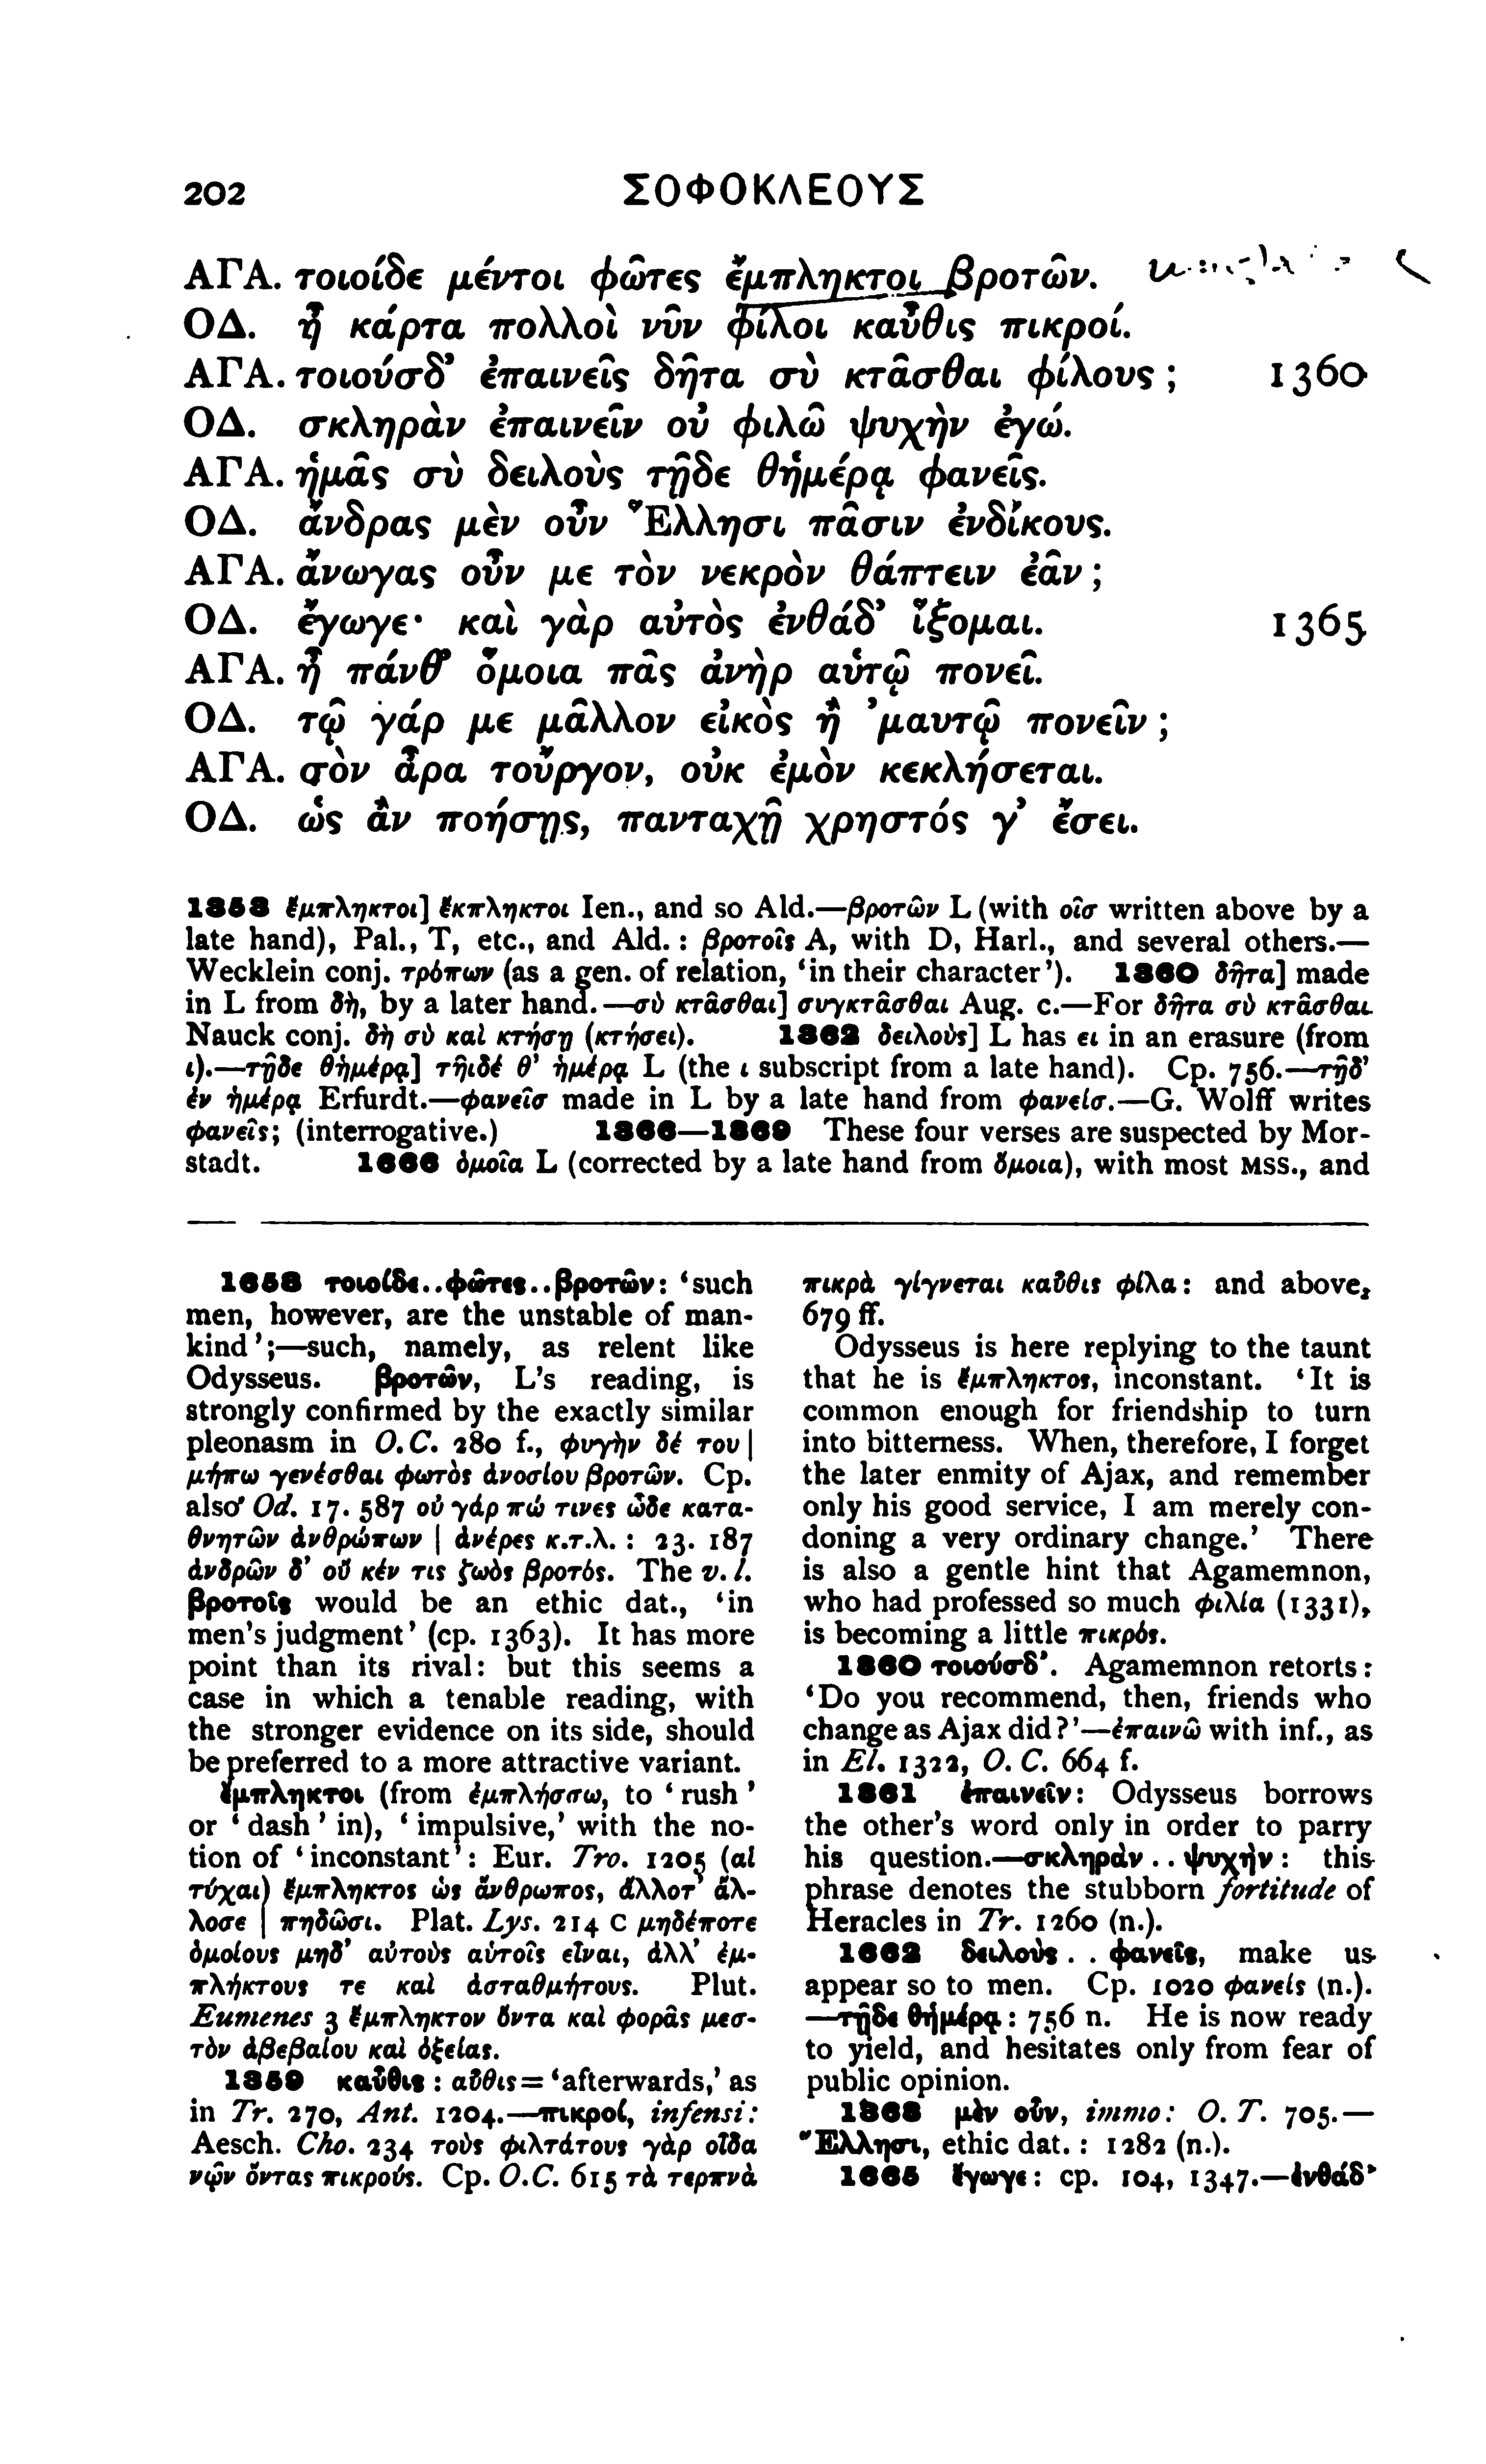 202
ΣΟΦΟΚΛΕΟΥΣ
ΑΓΑ. τοιοίδε μέντοι φῶτες ἔμπληκτοι βροτῶν.
ΟΔ. ἦ κάρτα πολλοὶ νῦν φίλοι καὖθις πικροί.
ΑΓΑ. τοιούσδ’ ἐπαινεῖς δῆτα σὺ κτᾶσθαι φίλους; 1360
ΟΔ. σκληρὰν ἐπαινεῖν οὐ φιλῶ ψυχὴν ἐγώ.
ΑΓΑ. ἡμᾶς σὺ δειλοὺς τῇδε θἠμέρᾳ φανεῖς.
ΟΔ. ἄνδρας μὲν οὖν Ἕλλησι πᾶσιν ἐνδίκους.
ΑΓΑ. ἄνωγας οὖν με τὸν νεκρὸν θάπτειν ἐᾶν;
ΟΔ. ἔγωγε· καὶ γὰρ αὐτὸς ἐνθάδ’ ἵξομαι. 1365
ΑΓΑ. ἦ πάνθ’ ὅμοια πᾶς ἀνὴρ αὑτῷ πονεῖ.
ΟΔ. τῷ γάρ με μᾶλλον εἰκὸς ἢ ’μαυτῷ πονεῖν;
ΑΓΑ. σὸν ἆρα τοὔργον, οὐκ ἐμὸν κεκλήσεται.
ΟΔ. ὡς ἂν ποήσῃς, πανταχῇ χρηστός γ’ ἔσει.
1358 ἔμπληκτοι] ἔκπληκτοι Ien., and so Ald.—βροτῶν L (with οῖσ written above by a
late hand), Pal., T, etc., and Ald.: βροτοῖς A, with D, Harl., and several others.—
Wecklein conj. τρόπων (as a gen. of relation, ‘in their character’). 1360 δῆτα] made
in L from δὴ, by a later hand.—σὺ κτᾶσθαι] συγκτᾶσθαι Aug. c.—For δῆτα σὺ κτᾶσθαι
Nauck conj. δὴ σὺ καὶ κτήσῃ (κτήσει). 1362 δειλοὺς] L has ει in an erasure (from
ι).—τῇδε θἠμέρᾳ] τῆιδέ θ’ ἡμέρᾳ L (the ι subscript from a late hand). Cp. 756.—τῇδ’
ἐν ἡμέρᾳ Erfurdt.—φανεῖσ made in L by a late hand from φανείσ.—G. Wolff writes
φανεῖς; (interrogative.) 1366—1369 These four verses are suspected by Mor-
stadt. 1366 ὁμοῖα L (corrected by a late hand from ὅμοια), with most MSS., and
1358 τοιοίδε..φῶτες..βροτῶν: ‘such
men, however, are the unstable of man-
kind’;—such, namely, as relent like
Odysseus. βροτῶν, L’s reading, is
strongly confirmed by the exactly similar
pleonasm in O.C. 280 f., φυγὴν δέ του |
μήπω γενέσθαι φωτὸς ἀνοσίου βροτῶν. Cp.
also Od. 17. 587 οὐ γάρ πώ τινες ὧδε κατα-
θνητῶν ἀνθρώπων | ἀνέρες κ.τ.λ.: 23. 187
ἀνδρῶν δ’ οὔ κέν τις ζωὸς βροτός. The v. l.
βροτοῖς would be an ethic dat., ‘in
men’s judgment’ (cp. 1363). It has more
point than its rival: but this seems a
case in which a tenable reading, with
the stronger evidence on its side, should
be preferred to a more attractive variant.
ἔμπληκτοι (from ἐμπλήσσω, to ‘rush’
or ‘dash’ in), ‘impulsive,’ with the no-
tion of ‘inconstant’: Eur. Tro. 1205 (αἱ
τύχαι) ἔμπληκτος ὡς ἄνθρωπος, ἄλλοτ’ ἄλ-
λοσε | πηδῶσι. Plat. Lys. 214 C μηδέποτε
ὁμοίους μηδ’ αὐτοὺς αὑτοῖς εἶναι, ἀλλ’ ἐμ-
πλήκτους τε καὶ ἀσταθμήτους. Plut.
Eumenes 3 ἔμπληκτον ὄντα καὶ φορᾶς μεσ-
τὸν ἀβεβαίου καὶ ὀξείας.
1359 καὖθις: αὖθις=‘afterwards,’ as
in Tr. 270, Ant. 1204.—πικροί, infensi:
Aesch. Cho. 234 τοὺς φιλτάτους γὰρ οἶδα
νῷν ὄντας πικρούς. Cp. O.C. 615 τὰ τερπνὰ
πικρὰ γίγνεται καὖθις φίλα: and above,
679 ff.
Odysseus is here replying to the taunt
that he is ἔμπληκτος, inconstant. ‘It is
common enough for friendship to turn
into bitterness. When, therefore, I forget
the later enmity of Ajax, and remember
only his good service, I am merely con-
doning a very ordinary change.’ There
is also a gentle hint that Agamemnon,
who had professed so much φιλία (1331),
is becoming a little πικρός.
1360 τοιούσδ’. Agamemnon retorts:
‘Do you recommend, then, friends who
change as Ajax did?’—ἐπαινῶ with inf., as
in El. 1322, O. C. 664 f.
1361 ἐπαινεῖν: Odysseus borrows
the other’s word only in order to parry
his question.—σκληρὰν .. ψυχὴν: this
phrase denotes the stubborn fortitude of
Heracles in Tr. 1260 (n.).
1362 δειλοὺς . . φανεῖς, make us
appear so to men. Cp. 1020 φανείς (n.).
—τῇδε θἠμέρᾳ: 756 n. He is now ready
to yield, and hesitates only from fear of
public opinion.
1363 μὲν οὖν, immo: O. T. 705.—
Ἕλλησι, ethic dat.: 1282 (n.).
1365 ἔγωγε: cp. 104, 1347.—ἐνθάδ’